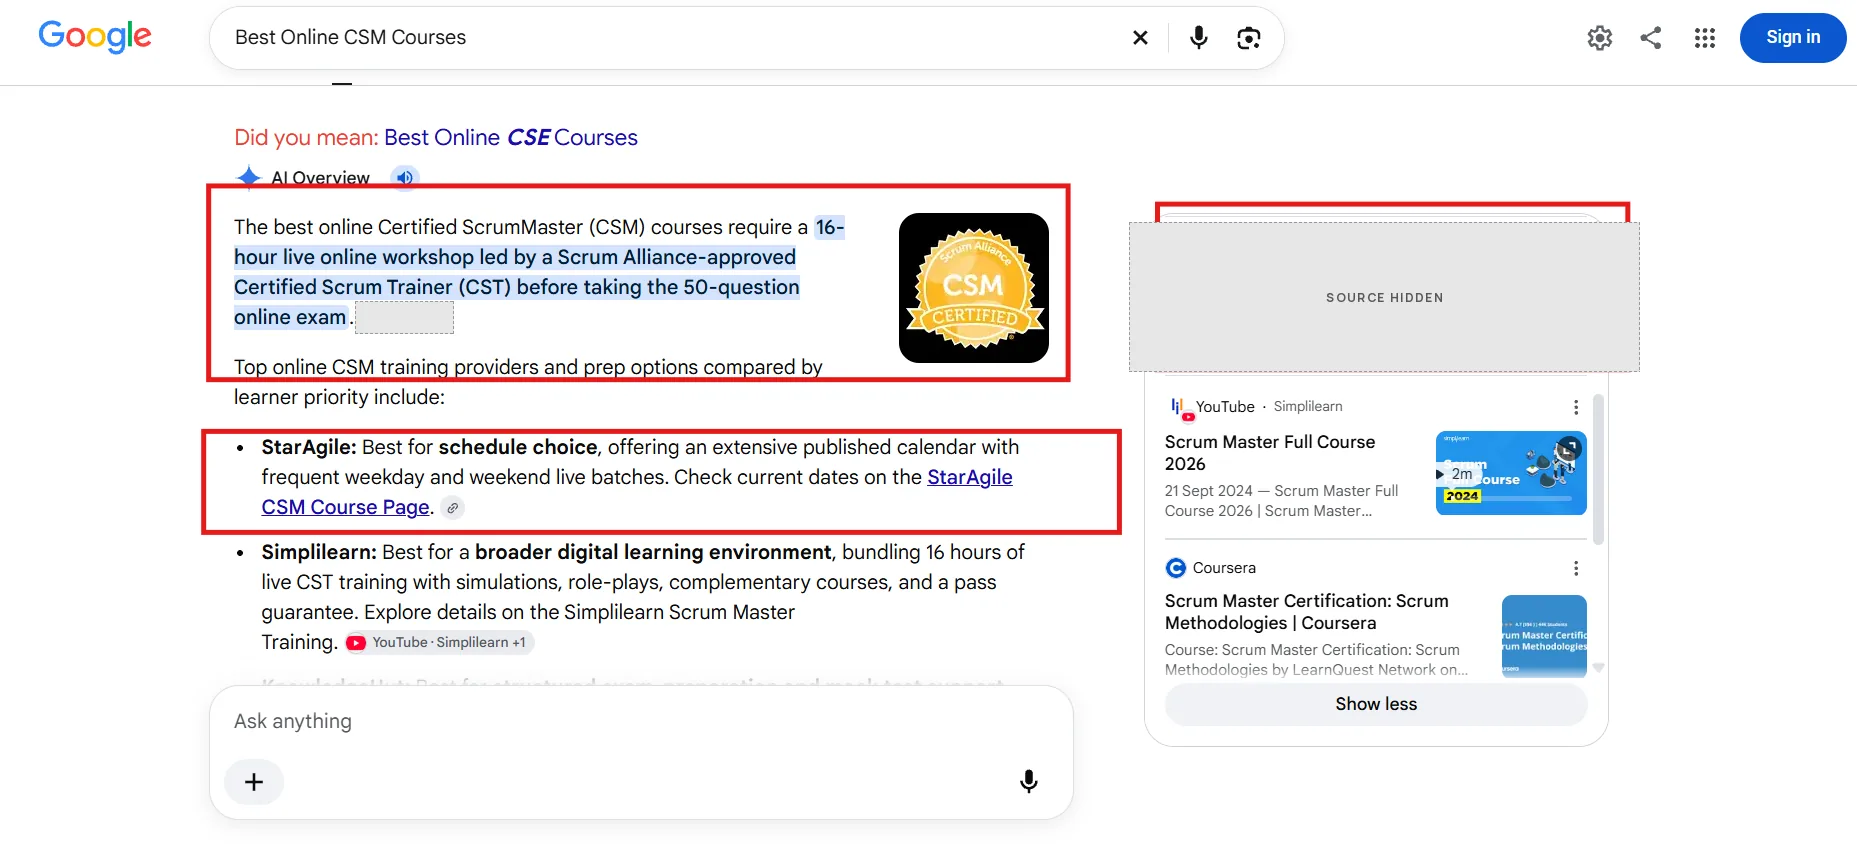 Google
Best Online CSM Courses
Sign in
Did you mean: Best Online CSE Courses
AI Overview
The best online Certified ScrumMaster (CSM) courses require a 16-
hour live online workshop led by a Scrum Alliance-approved
Certified Scrum Trainer (CST) before taking the 50-question
online exam.
Scrum Alliance
CSM
CERTIFIED
Top online CSM training providers and prep options compared by
learner priority include:
• StarAgile: Best for schedule choice, offering an extensive published calendar with
frequent weekday and weekend live batches. Check current dates on the StarAgile
CSM Course Page.
• Simplilearn: Best for a broader digital learning environment, bundling 16 hours of
live CST training with simulations, role-plays, complementary courses, and a pass
guarantee. Explore details on the Simplilearn Scrum Master
Training. YouTube · Simplilearn +1
Ask anything
SOURCE HIDDEN
YouTube · Simplilearn
Scrum Master Full Course
2026
21 Sept 2024 — Scrum Master Full
Course 2026 | Scrum Master...
simplilearn
2m
2024
Coursera
Scrum Master Certification: Scrum
Methodologies | Coursera
Course: Scrum Master Certification: Scrum
Methodologies by LearnQuest Network on...
Show less